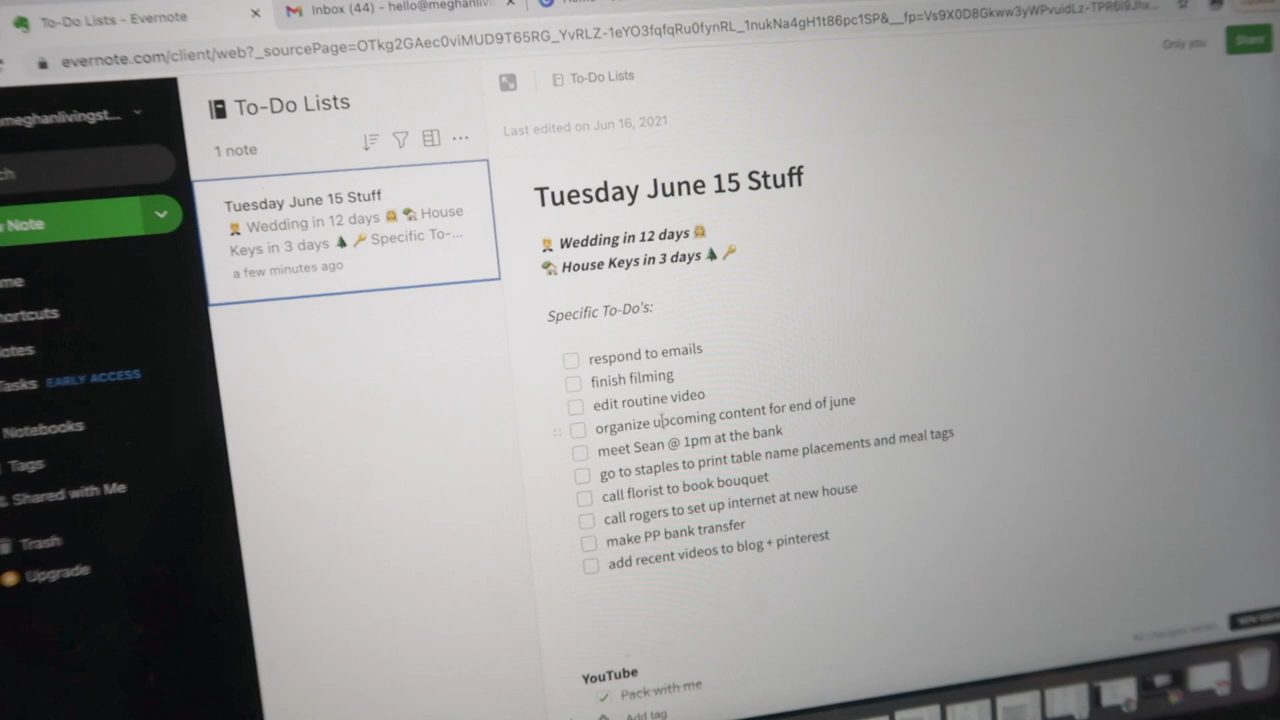 To-Do Lists - Evernote
Inbox (44) - hello@meghanliv
evernote.com/client/web?_sourcePage=OTkg2GAec0viMUD9T65RG_YvRLZ-1eYO3fqfqRu0fynRL_1nukNa4gH1t86pc1SP&__fp=Vs9X0D8Gkww3yWPvuidLz-TPR6I9Jhx...
Only you
Share
meghanlivingst...
Note
EARLY ACCESS
Notebooks
Tags
Shared with Me
Trash
Upgrade
To-Do Lists
1 note
Tuesday June 15 Stuff
🤵 Wedding in 12 days 👰 🏡 House
Keys in 3 days 🌲 🔑 Specific To-...
a few minutes ago
To-Do Lists
Last edited on Jun 16, 2021
Tuesday June 15 Stuff
🤵 Wedding in 12 days 👰
🏡 House Keys in 3 days 🌲 🔑
Specific To-Do's:
respond to emails
finish filming
edit routine video
organize upcoming content for end of june
meet Sean @ 1pm at the bank
go to staples to print table name placements and meal tags
call florist to book bouquet
call rogers to set up internet at new house
make PP bank transfer
add recent videos to blog + pinterest
YouTube
Pack with me
Add tag